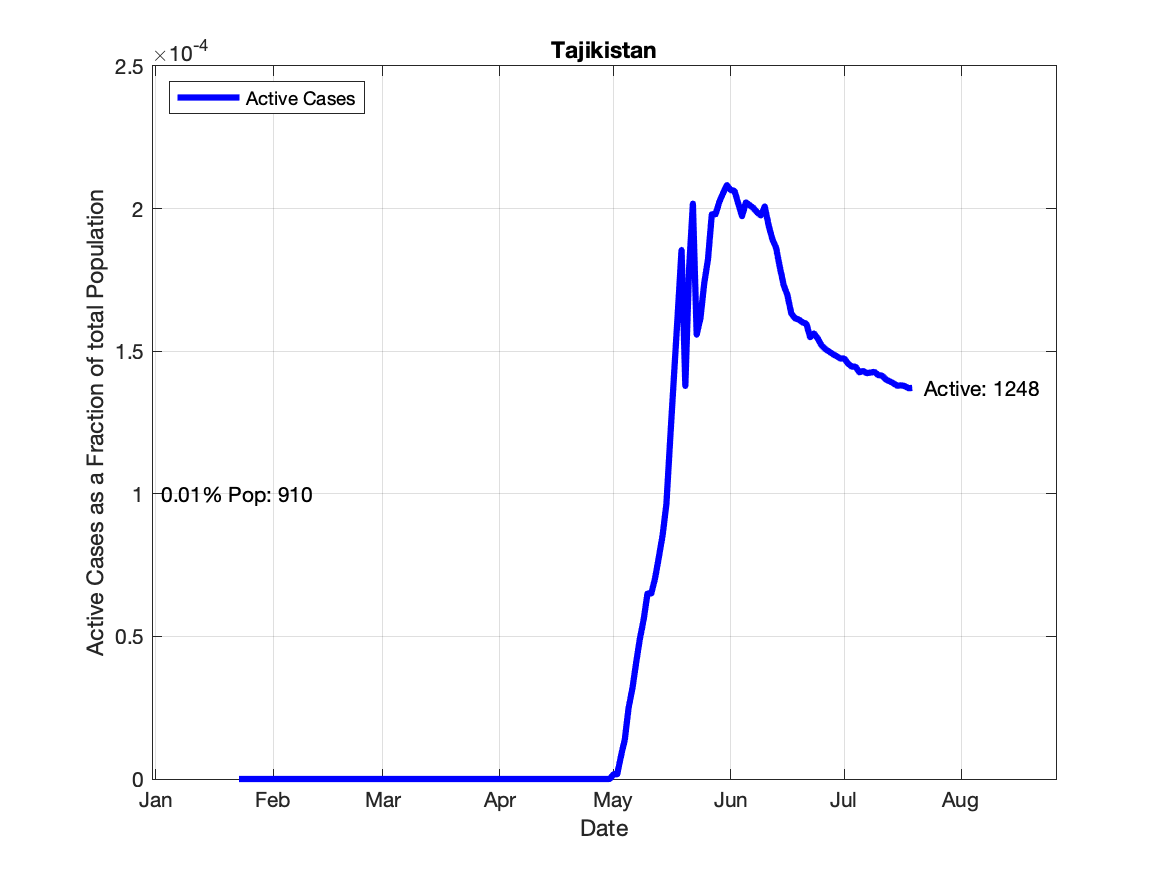 Tajikistan
×10-4
2.5
2
1.5
1
0.5
0
Active Cases
Active Cases as a Fraction of total Population
0.01% Pop: 910
Active: 1248
Jan Feb Mar Apr May Jun Jul Aug
Date